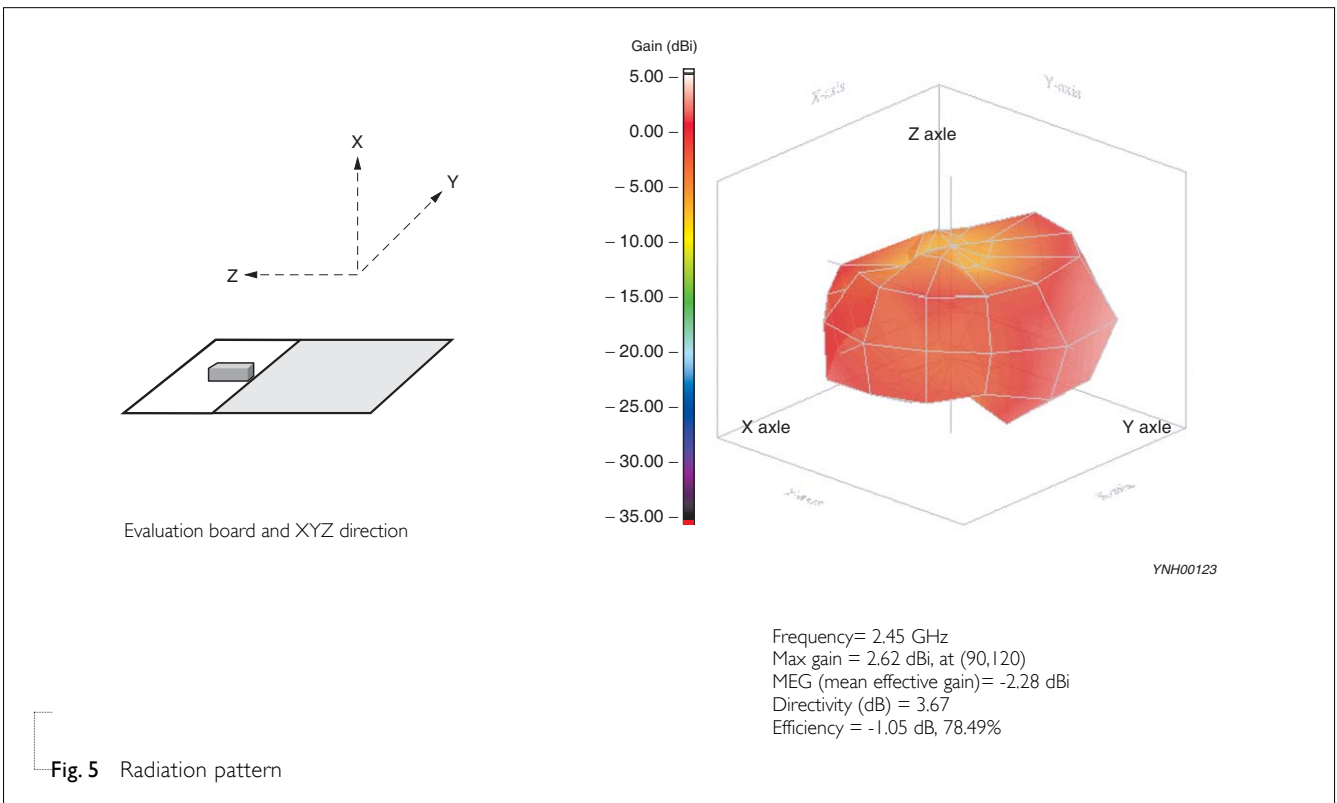 Gain (dBi)
5.00
0.00
– 5.00
– 10.00
– 15.00
– 20.00
– 25.00
– 30.00
– 35.00
X
Y
Z
Evaluation board and XYZ direction
X-axis
Y-axis
Z axle
X axle
Y axle
X-axis
YNH00123
Frequency= 2.45 GHz
Max gain = 2.62 dBi, at (90,120)
MEG (mean effective gain)= -2.28 dBi
Directivity (dB) = 3.67
Efficiency = -1.05 dB, 78.49%
Fig. 5 Radiation pattern